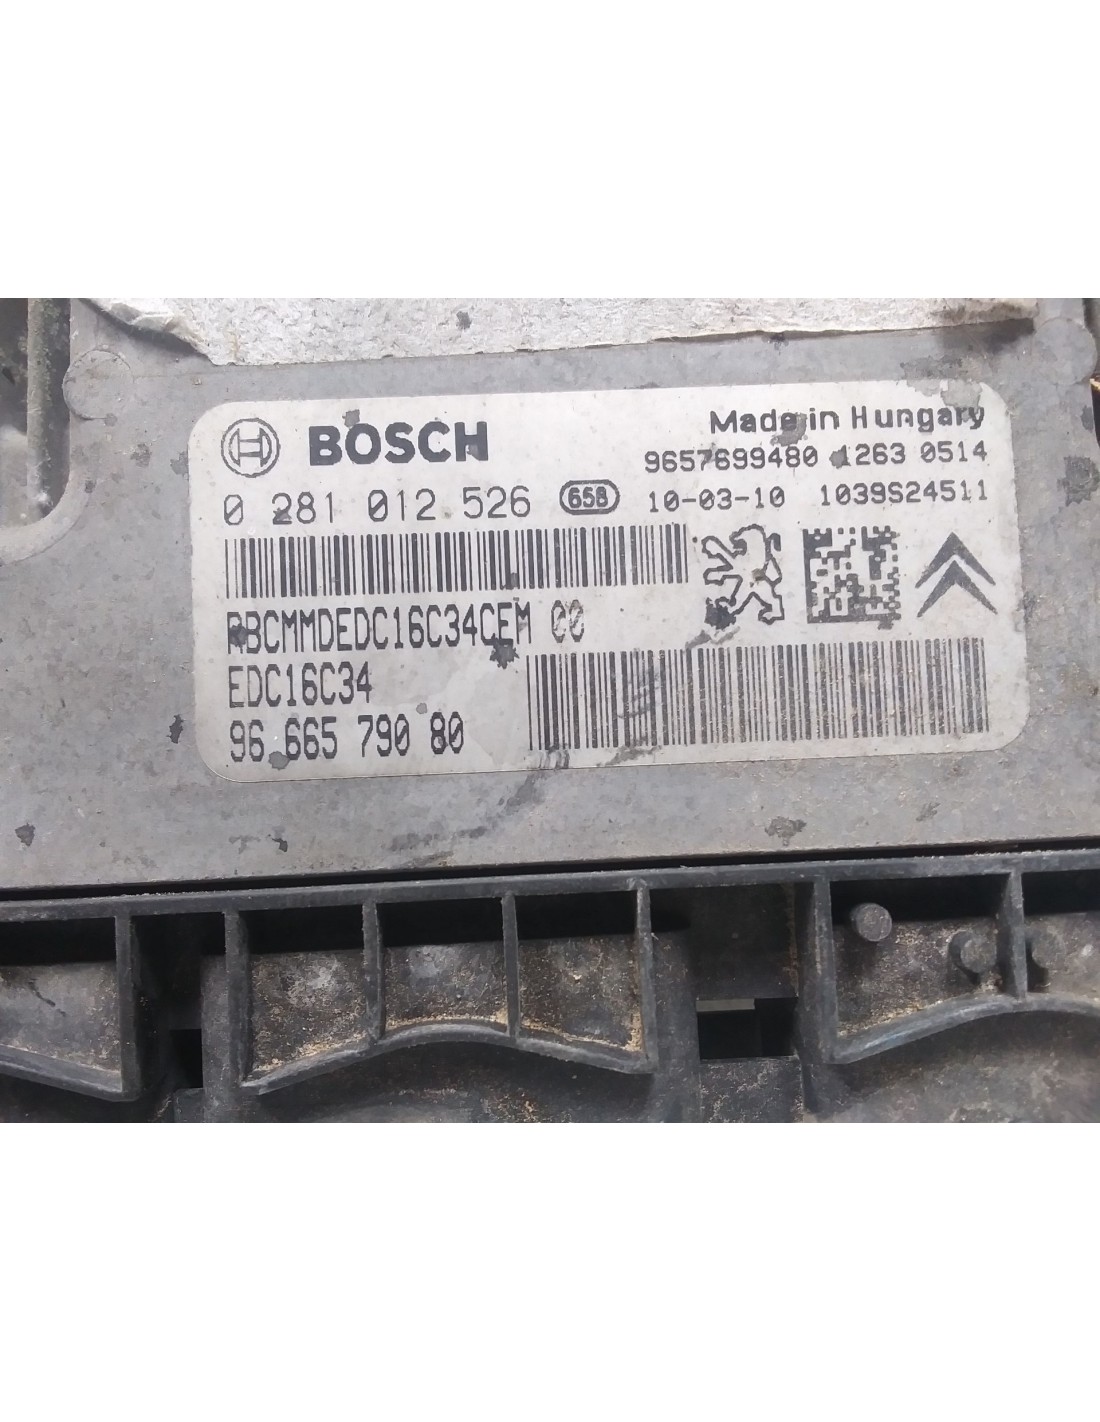 BOSCH
Made in Hungary
9657699480 1263 0514
0 281 012 526 658 10-03-10 1039S24511
RBCMMDEDC16C34CEM 00
EDC16C34
96 665 790 80